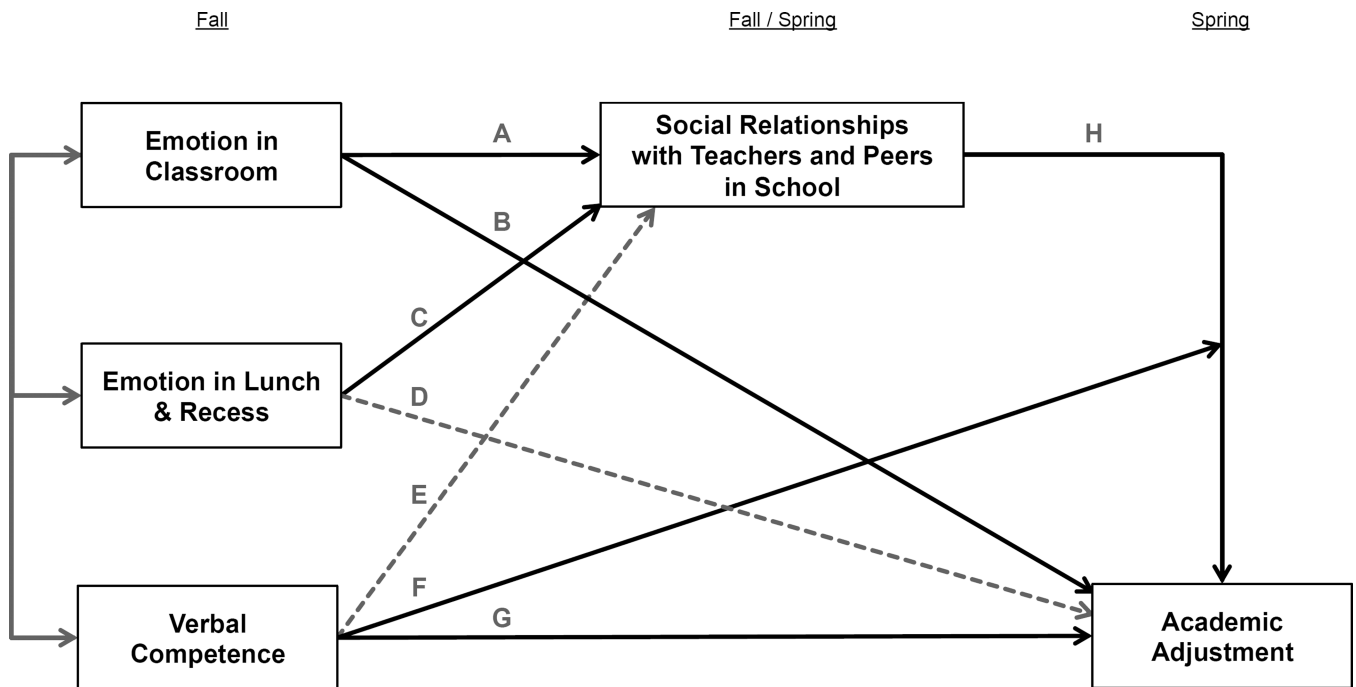 Fall
Fall / Spring
Spring
Emotion in
Classroom
A
Social Relationships
with Teachers and Peers
in School
H
B
C
Emotion in Lunch
& Recess
D
E
F
Verbal
Competence
G
Academic
Adjustment